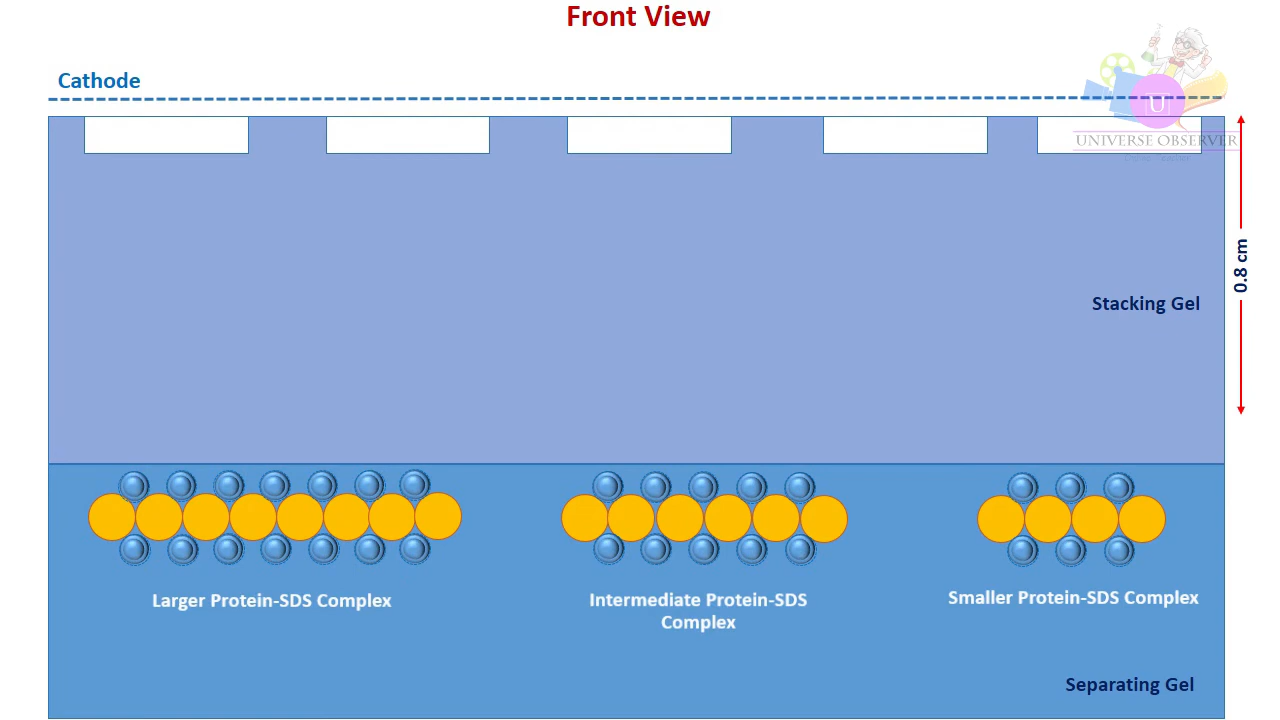 Front View
Cathode
U
UNIVERSE OBSERVER
0.8 cm
Stacking Gel
Larger Protein-SDS Complex
Intermediate Protein-SDS
Complex
Smaller Protein-SDS Complex
Separating Gel